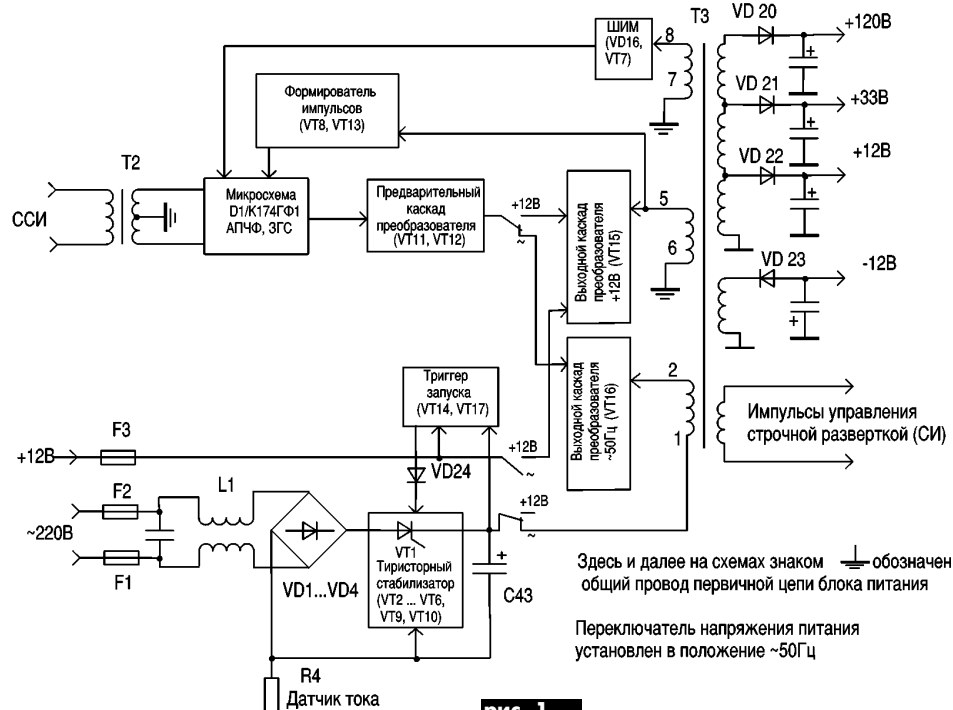 Т3
VD 20
+120В
ШИМ
(VD16,
VT7)
8
7
VD 21
+33В
Формирователь
импульсов
(VT8, VT13)
VD 22
+12В
Т2
ССИ
Микросхема
D1/К174ГФ1
АПЧФ, ЗГС
Предварительный
каскад
преобразователя
(VT11, VT12)
+12В
~
Выходной каскад
преобразователя
+12В (VT15)
5
6
VD 23
-12В
Триггер
запуска
(VT14, VT17)
Выходной каскад
преобразователя
~50Гц (VT16)
2
1
Импульсы управления
строчной разверткой (СИ)
F3
+12В
+12В
~
VD24
F2
L1
~220В
F1
VD1...VD4
VT1
Тиристорный
стабилизатор
(VT2 ... VT6,
VT9, VT10)
+12В
~
С43
Здесь и далее на схемах знаком обозначен
общий провод первичной цепи блока питания
Переключатель напряжения питания
установлен в положение ~50Гц
R4
Датчик тока
рис. 1